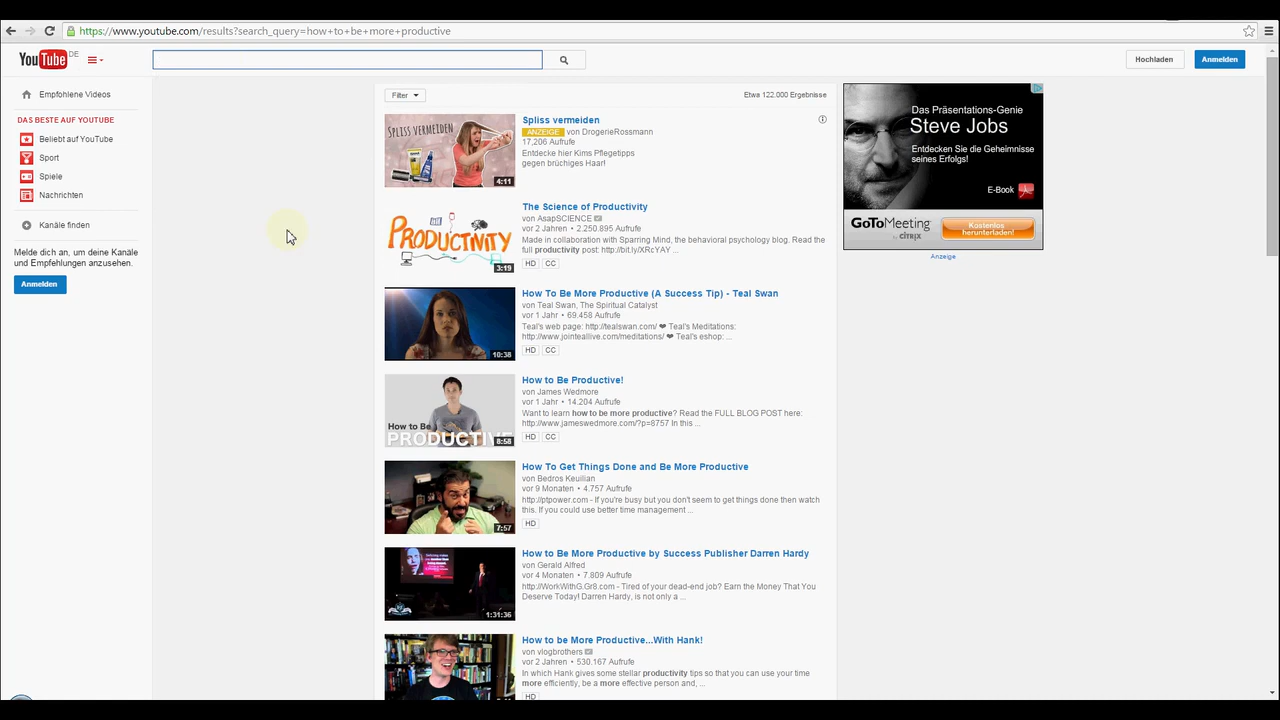 https://www.youtube.com/results?search_query=how+to+be+more+productive
YouTube DE
Hochladen
Anmelden
Empfohlene Videos
DAS BESTE AUF YOUTUBE
Beliebt auf YouTube
Sport
Spiele
Nachrichten
Kanäle finden
Melde dich an, um deine Kanäle
und Empfehlungen anzusehen.
Anmelden
Filter
Etwa 122.000 Ergebnisse
SPLISS VERMEIDEN
4:11
Spliss vermeiden
ANZEIGE von DrogerieRossmann
17,206 Aufrufe
Entdecke hier Kims Pflegetipps
gegen brüchiges Haar!
PRODUCTIVITY
3:19
The Science of Productivity
von AsapSCIENCE
vor 2 Jahren • 2.250.895 Aufrufe
Made in collaboration with Sparring Mind, the behavioral psychology blog. Read the
full productivity post: http://bit.ly/XRcYAY ...
HD CC
10:38
How To Be More Productive (A Success Tip) - Teal Swan
von Teal Swan, The Spiritual Catalyst
vor 1 Jahr • 69.458 Aufrufe
Teal's web page: http://tealswan.com/ ❤ Teal's Meditations:
http://www.jointeallive.com/meditations/ ❤ Teal's eshop: ...
HD CC
How to Be
PRODUCTIVE
8:58
How to Be Productive!
von James Wedmore
vor 1 Jahr • 14.204 Aufrufe
Want to learn how to be more productive? Read the FULL BLOG POST here:
http://www.jameswedmore.com/?p=8757 In this ...
HD CC
7:57
How To Get Things Done and Be More Productive
von Bedros Keuilian
vor 9 Monaten • 4.757 Aufrufe
http://ptpower.com - If you're busy but you don't seem to get things done then watch
this. If you could use better time management ...
HD
1:31:36
How to Be More Productive by Success Publisher Darren Hardy
von Gerald Alfred
vor 4 Monaten • 7.809 Aufrufe
http://WorkWithG.Gr8.com - Tired of your dead-end job? Earn the Money That You
Deserve Today! Darren Hardy, is not only a ...
How to be More Productive...With Hank!
von vlogbrothers
vor 2 Jahren • 530.167 Aufrufe
In which Hank gives some stellar productivity tips so that you can use your time
more efficiently, be a more effective person and, ...
HD
Das Präsentations-Genie
Steve Jobs
Entdecken Sie die Geheimnisse
seines Erfolgs!
E-Book
GoToMeeting
by citrix
Kostenlos
herunterladen!
Anzeige